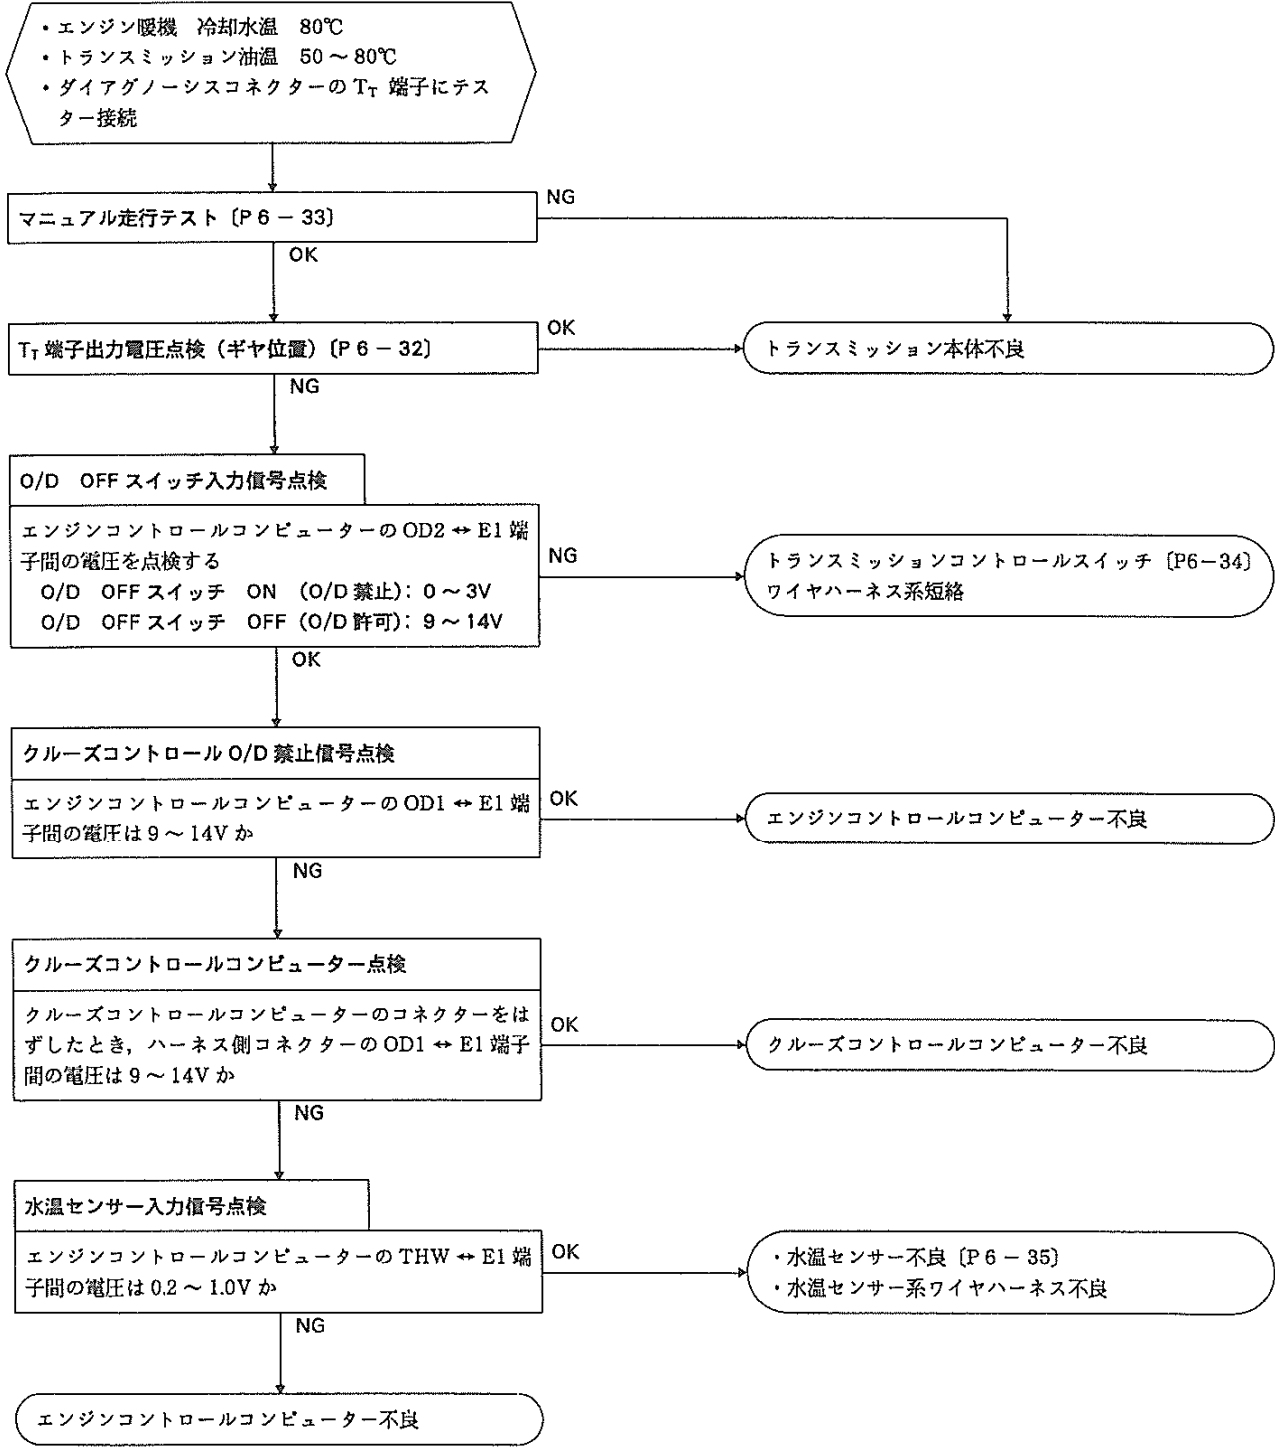 ・エンジン暖機 冷却水温 80℃
・トランスミッション油温 50～80℃
・ダイアグノーシスコネクターのTT 端子にテス
ター接続
マニュアル走行テスト〔P 6 － 33〕
NG
OK
TT 端子出力電圧点検（ギヤ位置）〔P 6 － 32〕
OK
トランスミッション本体不良
NG
O/D OFF スイッチ入力信号点検
エンジンコントロールコンピューターの OD2 ↔ E1 端
子間の電圧を点検する
O/D OFF スイッチ ON （O/D 禁止）：0 ～ 3V
O/D OFF スイッチ OFF（O/D 許可）：9 ～ 14V
NG
トランスミッションコントロールスイッチ〔P6－34〕
ワイヤハーネス系短絡
OK
クルーズコントロール O/D 禁止信号点検
エンジンコントロールコンピューターの OD1 ↔ E1 端
子間の電圧は 9 ～ 14V か
OK
エンジンコントロールコンピューター不良
NG
クルーズコントロールコンピューター点検
クルーズコントロールコンピューターのコネクターをは
ずしたとき，ハーネス側コネクターの OD1 ↔ E1 端子
間の電圧は 9 ～ 14V か
OK
クルーズコントロールコンピューター不良
NG
水温センサー入力信号点検
エンジンコントロールコンピューターの THW ↔ E1 端
子間の電圧は 0.2 ～ 1.0V か
OK
・水温センサー不良〔P 6 － 35〕
・水温センサー系ワイヤハーネス不良
NG
エンジンコントロールコンピューター不良